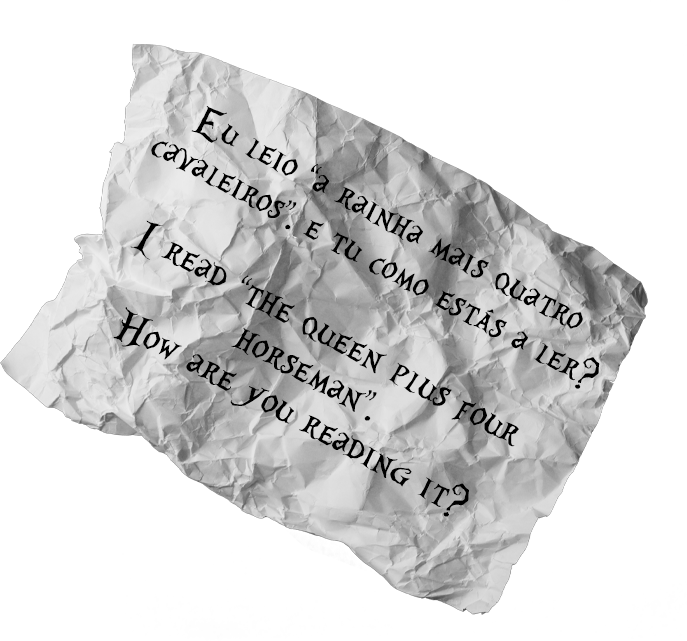 Eu leio “a rainha mais quatro
cavaleiros”. E tu como estás a ler?
I read “the queen plus four
horseman”.
How are you reading it?